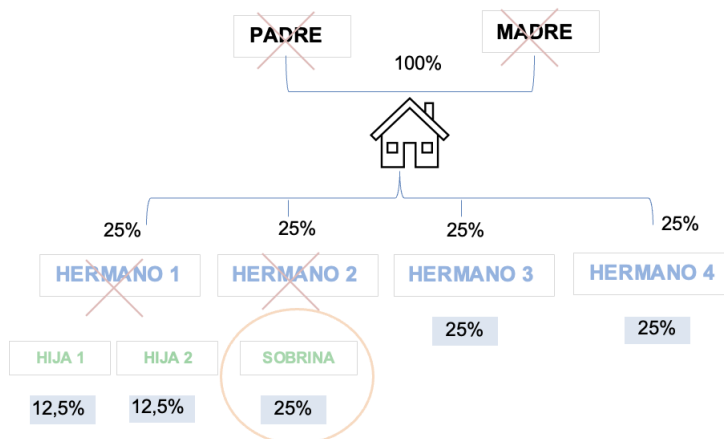 PADRE
MADRE
100%
25%
25%
25%
25%
HERMANO 1
HERMANO 2
HERMANO 3
HERMANO 4
25%
25%
HIJA 1
HIJA 2
SOBRINA
12,5%
12,5%
25%